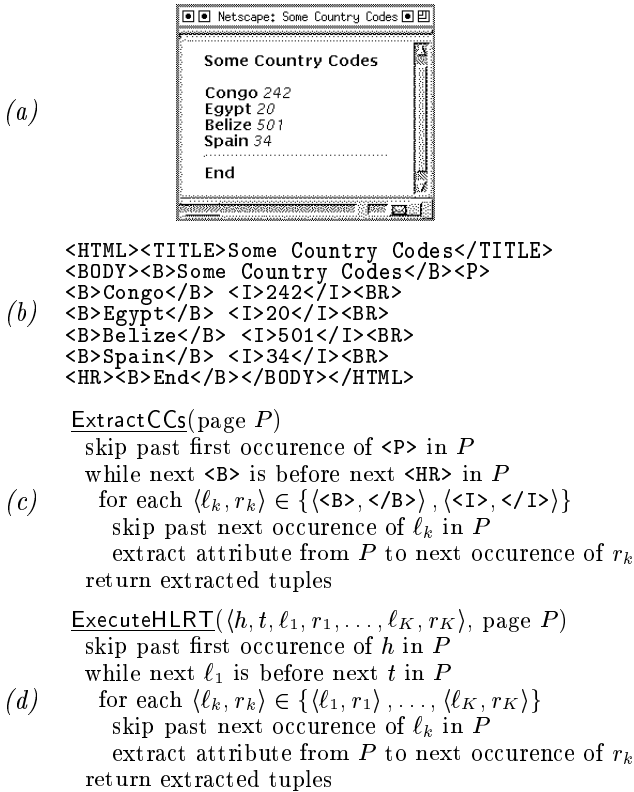 Netscape: Some Country Codes
Some Country Codes
Congo 242
Egypt 20
Belize 501
Spain 34
End
(a)
<HTML><TITLE>Some Country Codes</TITLE>
<BODY><B>Some Country Codes</B><P>
<B>Congo</B> <I>242</I><BR>
<B>Egypt</B> <I>20</I><BR>
<B>Belize</B> <I>501</I><BR>
<B>Spain</B> <I>34</I><BR>
<HR><B>End</B></BODY></HTML>
(b)
ExtractCCs(page P)
skip past first occurence of <P> in P
while next <B> is before next <HR> in P
for each ⟨ℓk, rk⟩ ∈ {⟨<B>, </B>⟩, ⟨<I>, </I>⟩}
skip past next occurence of ℓk in P
extract attribute from P to next occurence of rk
return extracted tuples
(c)
ExecuteHLRT(⟨h, t, ℓ1, r1, . . . , ℓK, rK⟩, page P)
skip past first occurence of h in P
while next ℓ1 is before next t in P
for each ⟨ℓk, rk⟩ ∈ {⟨ℓ1, r1⟩, . . . , ⟨ℓK, rK⟩}
skip past next occurence of ℓk in P
extract attribute from P to next occurence of rk
return extracted tuples
(d)